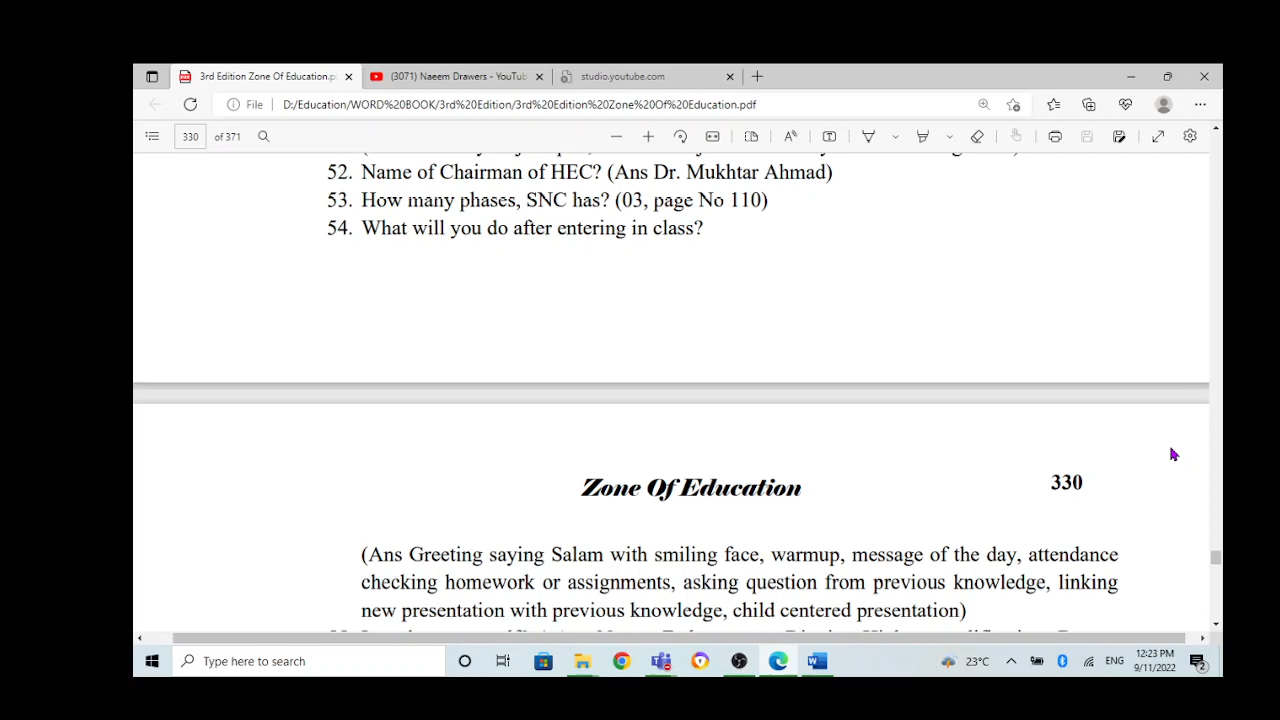 3rd Edition Zone Of Education.p
(3071) Naeem Drawers - YouTub
studio.youtube.com
File
D:/Education/WORD%20BOOK/3rd%20Edition/3rd%20Edition%20Zone%20Of%20Education.pdf
330 of 371
52. Name of Chairman of HEC? (Ans Dr. Mukhtar Ahmad)
53. How many phases, SNC has? (03, page No 110)
54. What will you do after entering in class?
Zone Of Education
330
(Ans Greeting saying Salam with smiling face, warmup, message of the day, attendance
checking homework or assignments, asking question from previous knowledge, linking
new presentation with previous knowledge, child centered presentation)
Type here to search
23°C
ENG
12:23 PM
9/11/2022
2